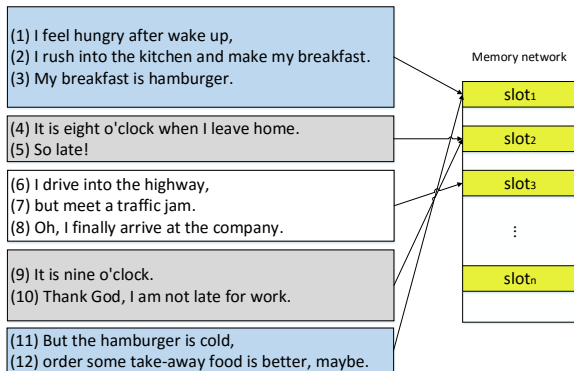 (1) I feel hungry after wake up,
(2) I rush into the kitchen and make my breakfast.
(3) My breakfast is hamburger.
(4) It is eight o'clock when I leave home.
(5) So late!
(6) I drive into the highway,
(7) but meet a traffic jam.
(8) Oh, I finally arrive at the company.
(9) It is nine o'clock.
(10) Thank God, I am not late for work.
(11) But the hamburger is cold,
(12) order some take-away food is better, maybe.
Memory network
slot1
slot2
slot3
⋮
slotn